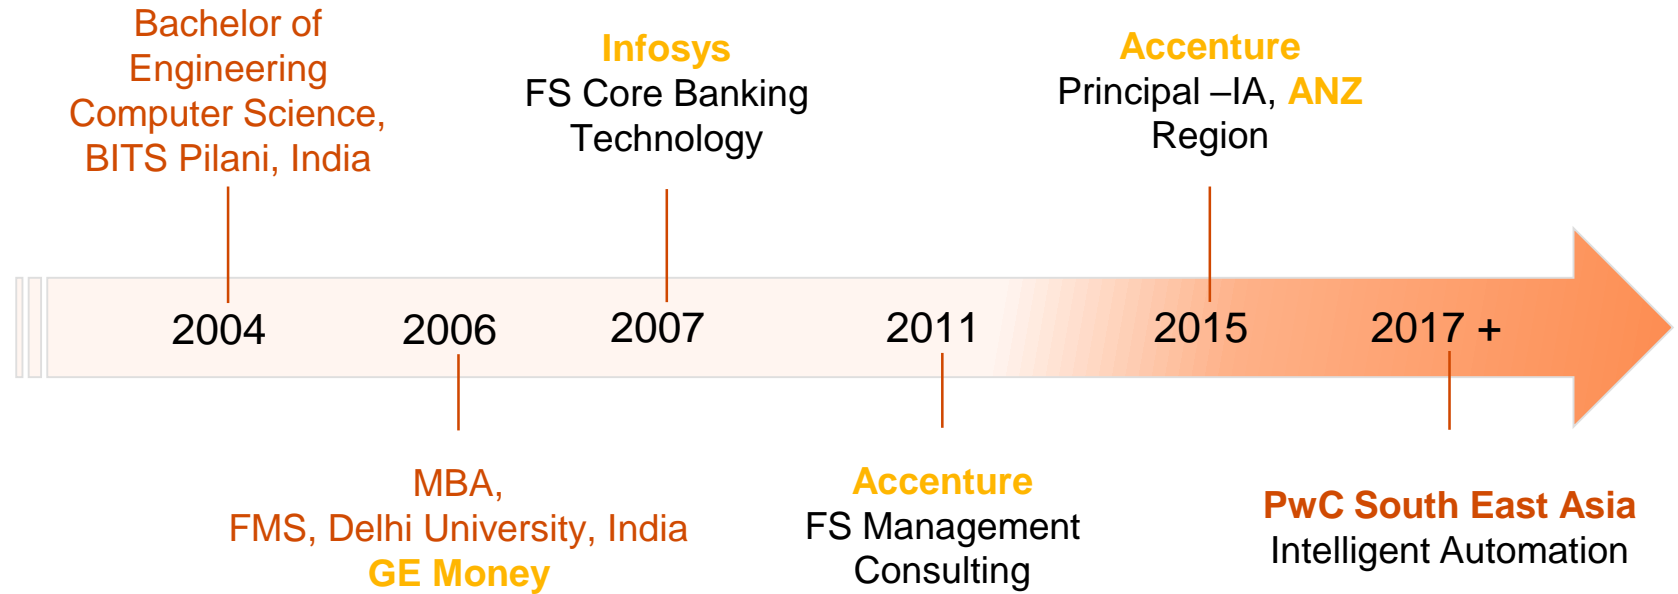 Bachelor of
Engineering
Computer Science,
BITS Pilani, India
Infosys
FS Core Banking
Technology
Accenture
Principal –IA, ANZ
Region
2004
2006
2007
2011
2015
2017 +
MBA,
FMS, Delhi University, India
GE Money
Accenture
FS Management
Consulting
PwC South East Asia
Intelligent Automation